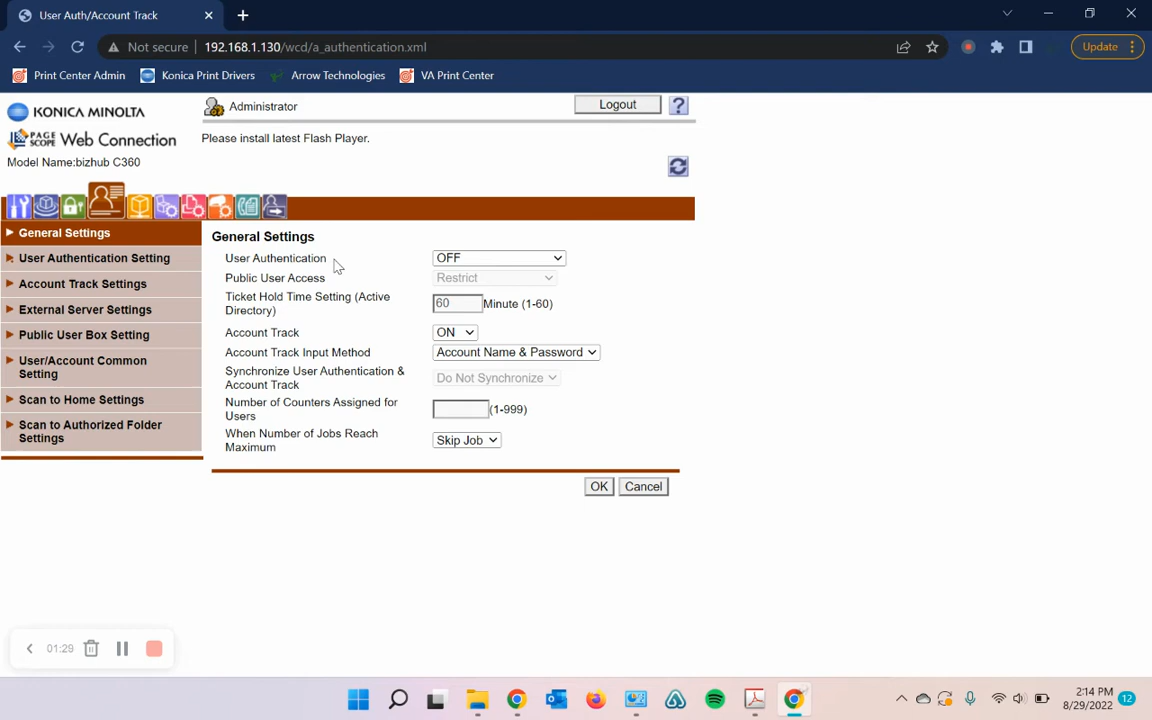 User Auth/Account Track
Not secure
192.168.1.130/wcd/a_authentication.xml
Update
Print Center Admin
Konica Print Drivers
Arrow Technologies
VA Print Center
KONICA MINOLTA
Administrator
Logout
?
PAGE SCOPE Web Connection
Please install latest Flash Player.
Model Name:bizhub C360
General Settings
User Authentication Setting
Account Track Settings
External Server Settings
Public User Box Setting
User/Account Common
Setting
Scan to Home Settings
Scan to Authorized Folder
Settings
General Settings
User Authentication
OFF
Public User Access
Restrict
Ticket Hold Time Setting (Active
Directory)
60 Minute (1-60)
Account Track
ON
Account Track Input Method
Account Name & Password
Synchronize User Authentication &
Account Track
Do Not Synchronize
Number of Counters Assigned for
Users
(1-999)
When Number of Jobs Reach
Maximum
Skip Job
OK
Cancel
01:29
2:14 PM
8/29/2022
12